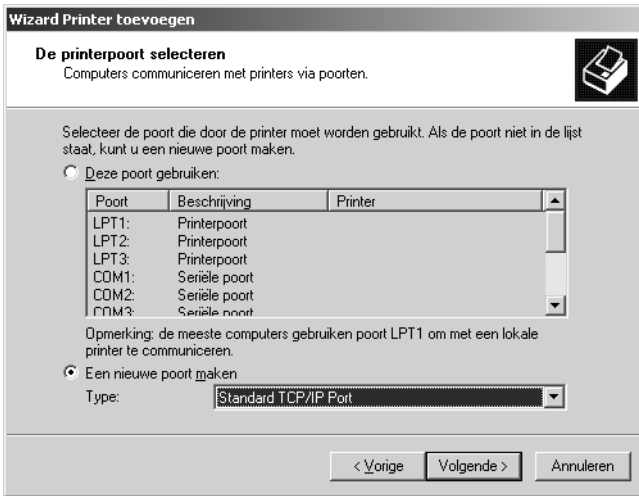 Wizard Printer toevoegen
De printerpoort selecteren
Computers communiceren met printers via poorten.
Selecteer de poort die door de printer moet worden gebruikt. Als de poort niet in de lijst
staat, kunt u een nieuwe poort maken.
Deze poort gebruiken:
Poort Beschrijving Printer
LPT1: Printerpoort
LPT2: Printerpoort
LPT3: Printerpoort
COM1: Seriële poort
COM2: Seriële poort
COM3: Seriële poort
Opmerking: de meeste computers gebruiken poort LPT1 om met een lokale
printer te communiceren.
Een nieuwe poort maken
Type: Standard TCP/IP Port
< Vorige Volgende > Annuleren